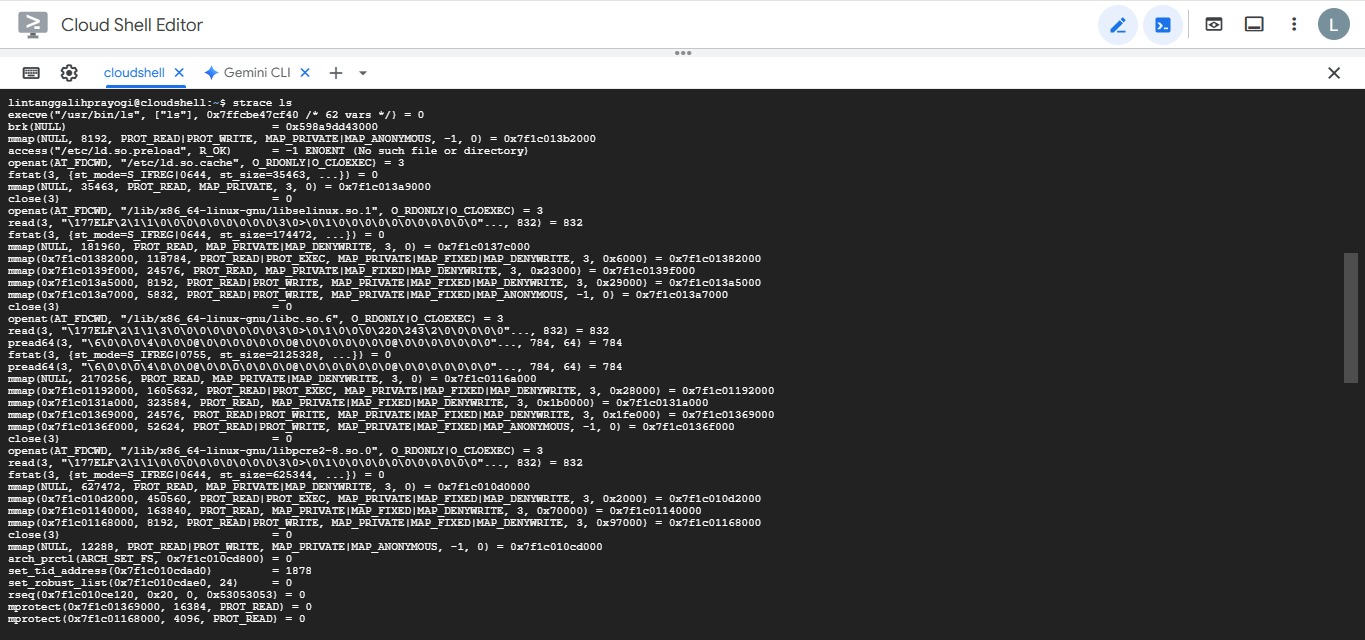 Cloud Shell Editor
L
cloudshell
Gemini CLI
lintanggalihprayogi@cloudshell:~$ strace ls
execve("/usr/bin/ls", ["ls"], 0x7ffcbe47cf40 /* 62 vars */) = 0
brk(NULL)                               = 0x598a9dd43000
mmap(NULL, 8192, PROT_READ|PROT_WRITE, MAP_PRIVATE|MAP_ANONYMOUS, -1, 0) = 0x7f1c013b2000
access("/etc/ld.so.preload", R_OK)      = -1 ENOENT (No such file or directory)
openat(AT_FDCWD, "/etc/ld.so.cache", O_RDONLY|O_CLOEXEC) = 3
fstat(3, {st_mode=S_IFREG|0644, st_size=35463, ...}) = 0
mmap(NULL, 35463, PROT_READ, MAP_PRIVATE, 3, 0) = 0x7f1c013a9000
close(3)                                = 0
openat(AT_FDCWD, "/lib/x86_64-linux-gnu/libselinux.so.1", O_RDONLY|O_CLOEXEC) = 3
read(3, "\177ELF\2\1\1\0\0\0\0\0\0\0\0\0\3\0>\0\1\0\0\0\0\0\0\0\0\0\0\0"..., 832) = 832
fstat(3, {st_mode=S_IFREG|0644, st_size=174472, ...}) = 0
mmap(NULL, 181960, PROT_READ, MAP_PRIVATE|MAP_DENYWRITE, 3, 0) = 0x7f1c0137c000
mmap(0x7f1c01382000, 118784, PROT_READ|PROT_EXEC, MAP_PRIVATE|MAP_FIXED|MAP_DENYWRITE, 3, 0x6000) = 0x7f1c01382000
mmap(0x7f1c0139f000, 24576, PROT_READ, MAP_PRIVATE|MAP_FIXED|MAP_DENYWRITE, 3, 0x23000) = 0x7f1c0139f000
mmap(0x7f1c013a5000, 8192, PROT_READ|PROT_WRITE, MAP_PRIVATE|MAP_FIXED|MAP_DENYWRITE, 3, 0x29000) = 0x7f1c013a5000
mmap(0x7f1c013a7000, 5832, PROT_READ|PROT_WRITE, MAP_PRIVATE|MAP_FIXED|MAP_ANONYMOUS, -1, 0) = 0x7f1c013a7000
close(3)                                = 0
openat(AT_FDCWD, "/lib/x86_64-linux-gnu/libc.so.6", O_RDONLY|O_CLOEXEC) = 3
read(3, "\177ELF\2\1\1\3\0\0\0\0\0\0\0\0\3\0>\0\1\0\0\0\220\243\2\0\0\0\0\0"..., 832) = 832
pread64(3, "\6\0\0\0\4\0\0\0@\0\0\0\0\0\0\0@\0\0\0\0\0\0\0@\0\0\0\0\0\0\0"..., 784, 64) = 784
fstat(3, {st_mode=S_IFREG|0755, st_size=2125328, ...}) = 0
pread64(3, "\6\0\0\0\4\0\0\0@\0\0\0\0\0\0\0@\0\0\0\0\0\0\0@\0\0\0\0\0\0\0"..., 784, 64) = 784
mmap(NULL, 2170256, PROT_READ, MAP_PRIVATE|MAP_DENYWRITE, 3, 0) = 0x7f1c0116a000
mmap(0x7f1c01192000, 1605632, PROT_READ|PROT_EXEC, MAP_PRIVATE|MAP_FIXED|MAP_DENYWRITE, 3, 0x28000) = 0x7f1c01192000
mmap(0x7f1c0131a000, 323584, PROT_READ, MAP_PRIVATE|MAP_FIXED|MAP_DENYWRITE, 3, 0x1b0000) = 0x7f1c0131a000
mmap(0x7f1c01369000, 24576, PROT_READ|PROT_WRITE, MAP_PRIVATE|MAP_FIXED|MAP_DENYWRITE, 3, 0x1fe000) = 0x7f1c01369000
mmap(0x7f1c0136f000, 52624, PROT_READ|PROT_WRITE, MAP_PRIVATE|MAP_FIXED|MAP_ANONYMOUS, -1, 0) = 0x7f1c0136f000
close(3)                                = 0
openat(AT_FDCWD, "/lib/x86_64-linux-gnu/libpcre2-8.so.0", O_RDONLY|O_CLOEXEC) = 3
read(3, "\177ELF\2\1\1\0\0\0\0\0\0\0\0\0\3\0>\0\1\0\0\0\0\0\0\0\0\0\0\0"..., 832) = 832
fstat(3, {st_mode=S_IFREG|0644, st_size=625344, ...}) = 0
mmap(NULL, 627472, PROT_READ, MAP_PRIVATE|MAP_DENYWRITE, 3, 0) = 0x7f1c010d0000
mmap(0x7f1c010d2000, 450560, PROT_READ|PROT_EXEC, MAP_PRIVATE|MAP_FIXED|MAP_DENYWRITE, 3, 0x2000) = 0x7f1c010d2000
mmap(0x7f1c01140000, 163840, PROT_READ, MAP_PRIVATE|MAP_FIXED|MAP_DENYWRITE, 3, 0x70000) = 0x7f1c01140000
mmap(0x7f1c01168000, 8192, PROT_READ|PROT_WRITE, MAP_PRIVATE|MAP_FIXED|MAP_DENYWRITE, 3, 0x97000) = 0x7f1c01168000
close(3)                                = 0
mmap(NULL, 12288, PROT_READ|PROT_WRITE, MAP_PRIVATE|MAP_ANONYMOUS, -1, 0) = 0x7f1c010cd000
arch_prctl(ARCH_SET_FS, 0x7f1c010cd800) = 0
set_tid_address(0x7f1c010cdad0)         = 1878
set_robust_list(0x7f1c010cdae0, 24)     = 0
rseq(0x7f1c010ce120, 0x20, 0, 0x53053053) = 0
mprotect(0x7f1c01369000, 16384, PROT_READ) = 0
mprotect(0x7f1c01168000, 4096, PROT_READ) = 0